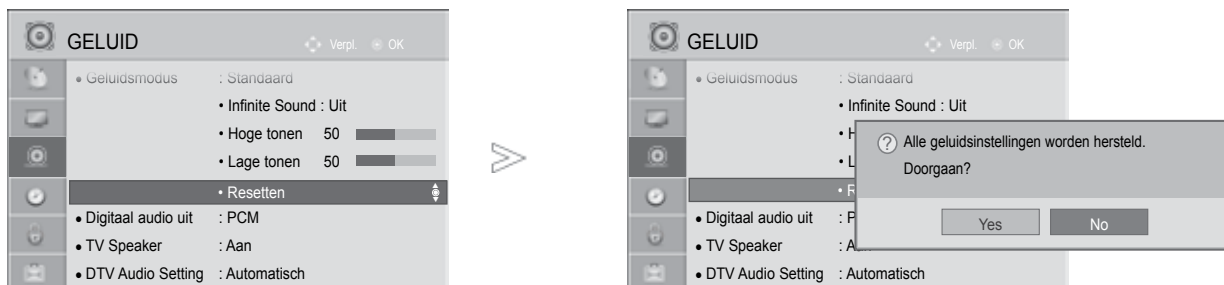 GELUID
Verpl. OK
• Geluidsmodus : Standaard
• Infinite Sound : Uit
• Hoge tonen 50
• Lage tonen 50
• Resetten
• Digitaal audio uit : PCM
• TV Speaker : Aan
• DTV Audio Setting : Automatisch
>>
GELUID
Verpl. OK
• Geluidsmodus : Standaard
• Infinite Sound : Uit
• H
• L
• R
? Alle geluidsinstellingen worden hersteld.
Doorgaan?
Yes No
• Digitaal audio uit : P
• TV Speaker : A
• DTV Audio Setting : Automatisch